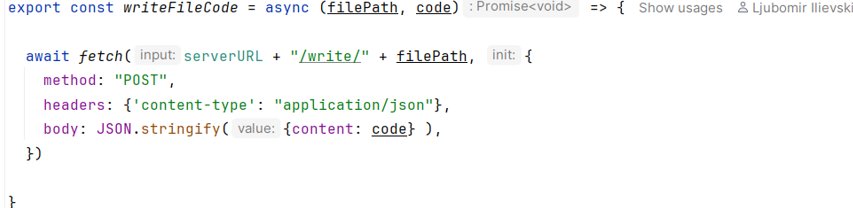 export const writeFileCode = async (filePath, code) : Promise<void> => { Show usages Ljubomir Ilievski
await fetch( input: serverURL + "/write/" + filePath, init: {
method: "POST",
headers: {'content-type': "application/json"},
body: JSON.stringify( value: {content: code} ),
})
}